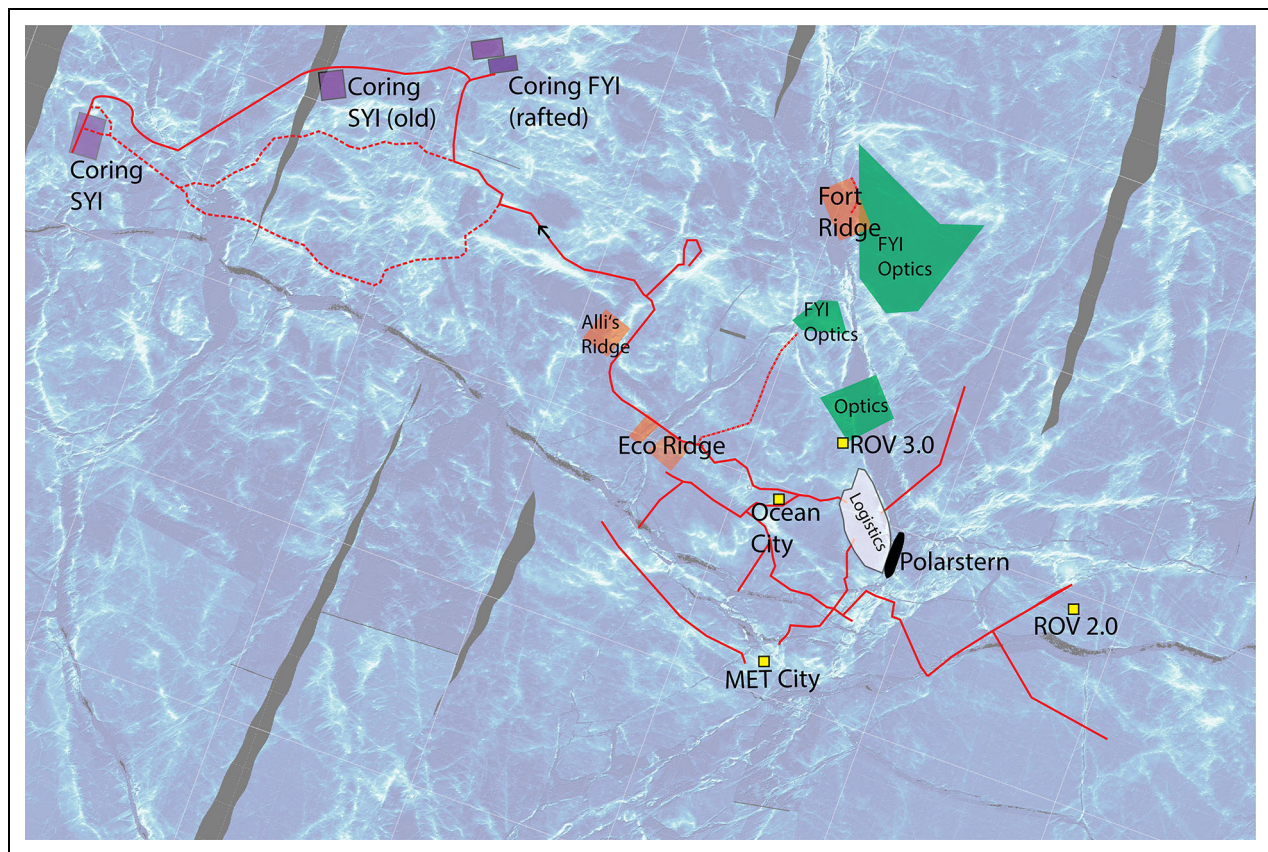 Coring FYI
(rafted)
Coring
SYI (old)
Coring
SYI
Fort
Ridge
FYI
Optics
FYI
Optics
Alli's
Ridge
Optics
Eco Ridge
ROV 3.0
Ocean
City
Logistics
Polarstern
ROV 2.0
MET City